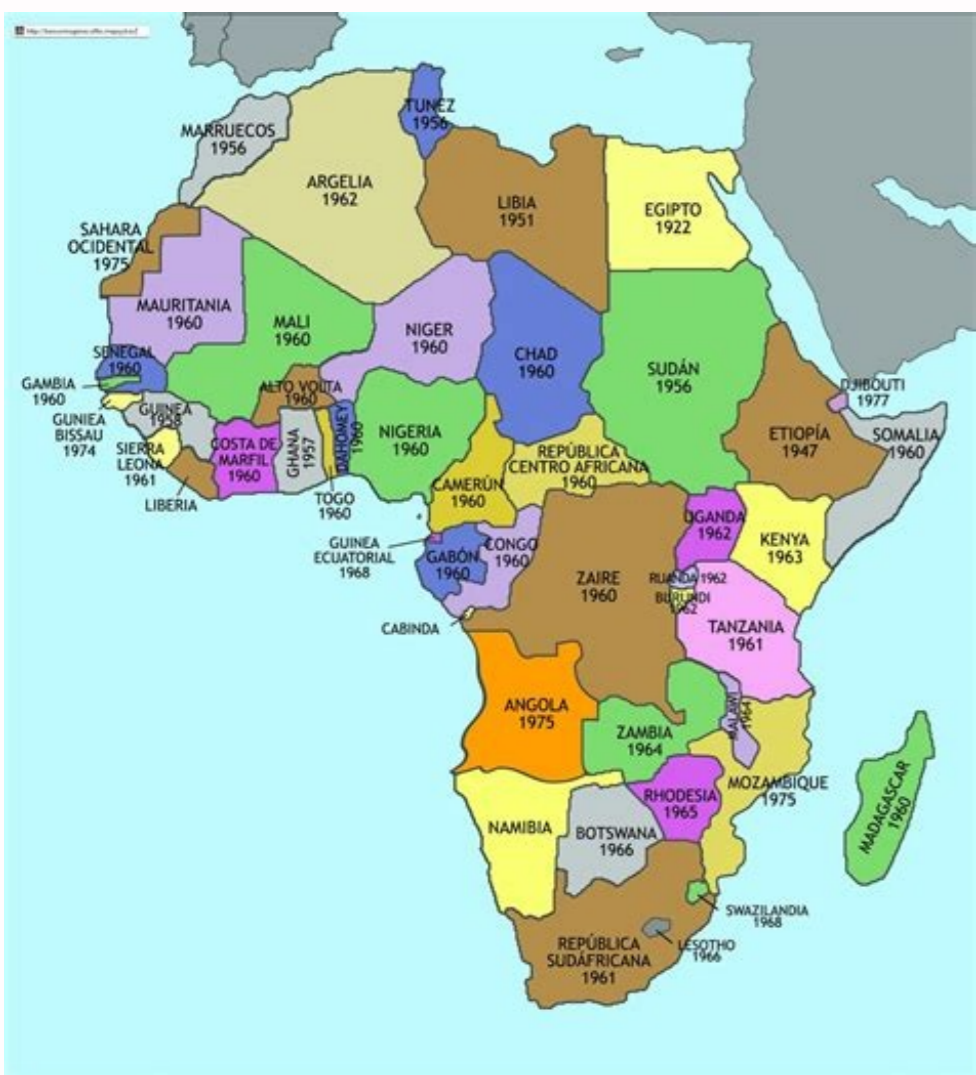 TUNEZ
1956
MARRUECOS
1956
ARGELIA
1962
LIBIA
1951
EGIPTO
1922
SAHARA
OCIDENTAL
1975
MAURITANIA
1960
MALI
1960
NIGER
1960
CHAD
1960
SUDÁN
1956
SENEGAL
1960
GAMBIA
1960
GUNIEA
BISSAU
1974
GUINEA
1958
SIERRA
LEONA
1961
LIBERIA
COSTA DE
MARFIL
1960
ALTO VOLTA
1960
GHANA
1957
TOGO
1960
DAHOMEY
1960
NIGERIA
1960
CAMERÚN
1960
REPÚBLICA
CENTRO AFRICANA
1960
ETIOPÍA
1947
DJIBOUTI
1977
SOMALIA
1960
GUINEA
ECUATORIAL
1968
GABÓN
1960
CONGO
1960
CABINDA
ZAIRE
1960
UGANDA
1962
KENYA
1963
RUANDA 1962
BURUNDI
1962
TANZANIA
1961
ANGOLA
1975
ZAMBIA
1964
MALAWI
1964
MOZAMBIQUE
1975
RHODESIA
1965
NAMIBIA
BOTSWANA
1966
MADAGASCAR
1960
SWAZILANDIA
1968
LESOTHO
1966
REPÚBLICA
SUDÁFRICANA
1961